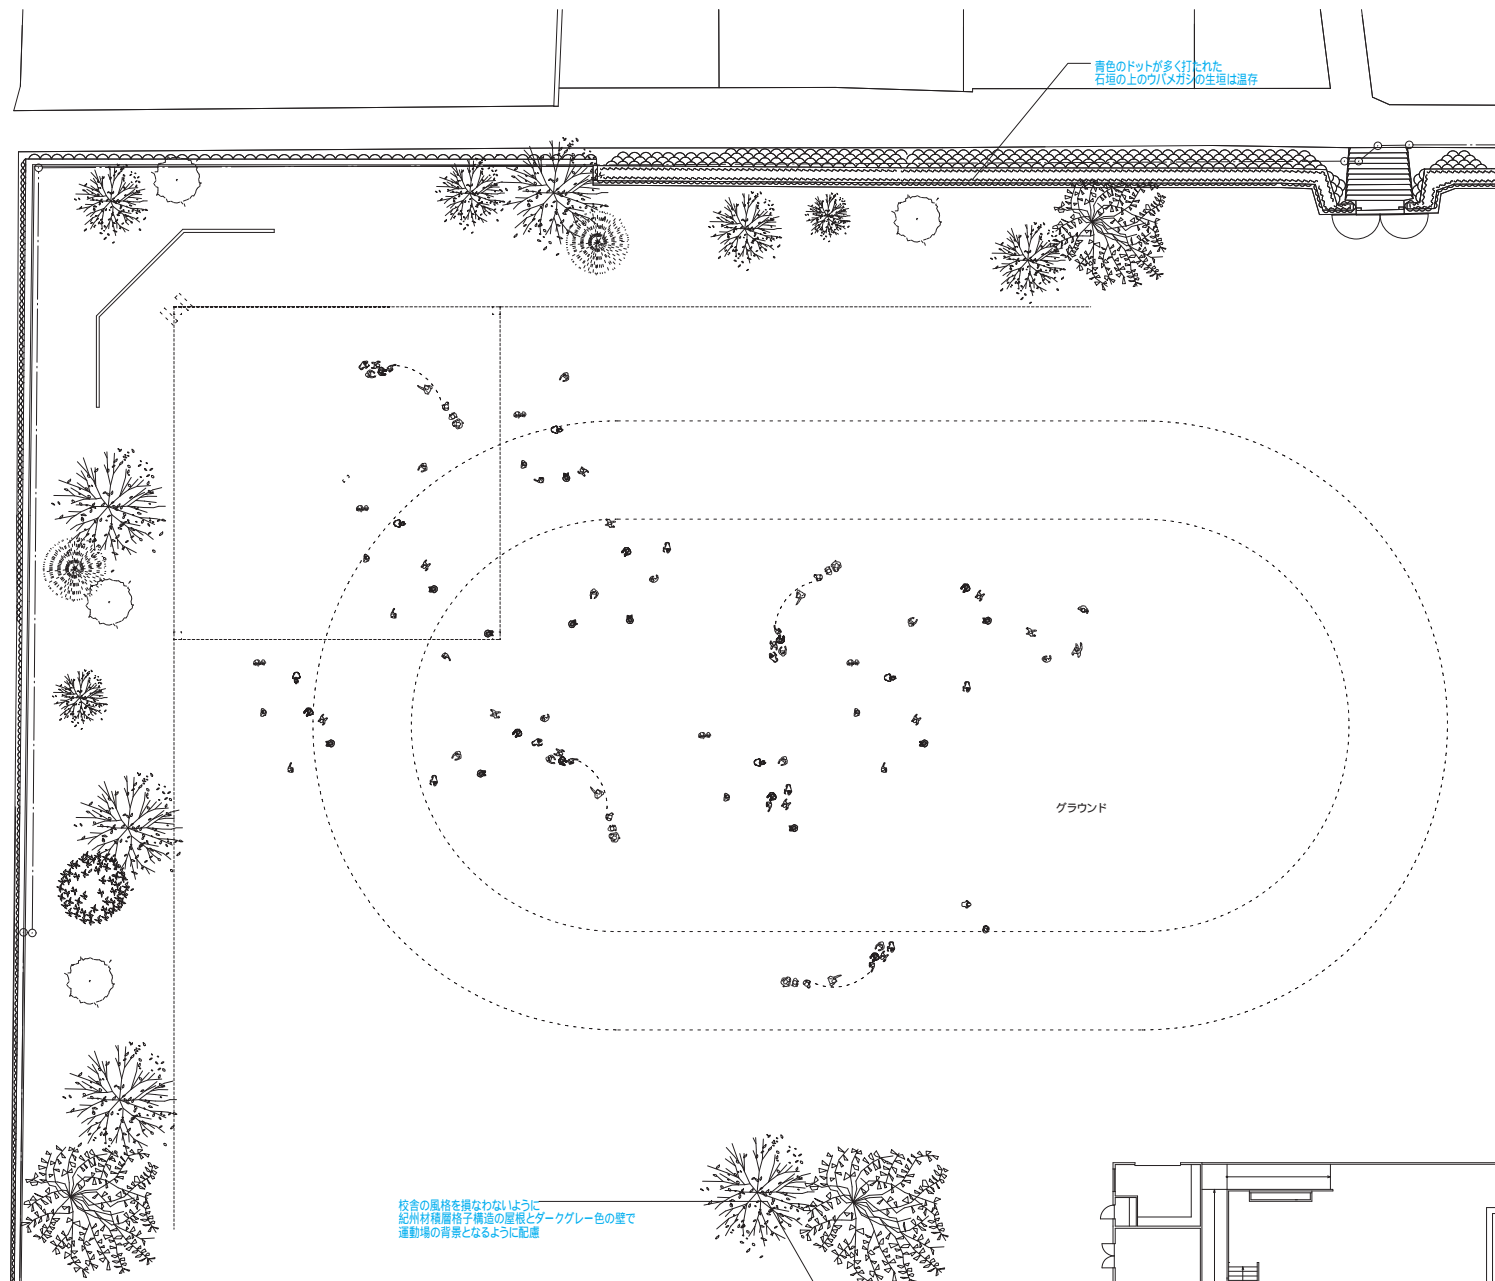 青色のドットが多く打たれた
石垣の上のウバメガシの生垣は温存
グラウンド
校舎の風格を損なわないように
紀州材積層格子構造の屋根とダークグレー色の壁で
運動場の背景となるように配慮